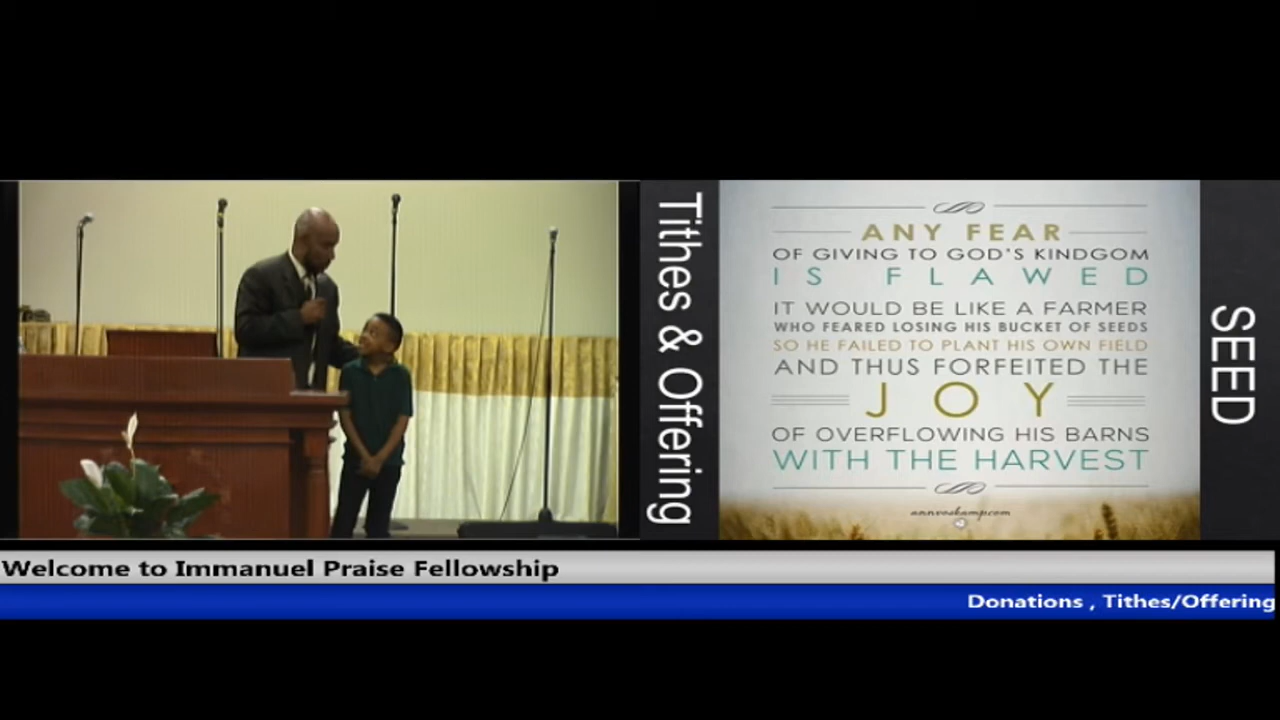 Tithes & Offering
ANY FEAR
OF GIVING TO GOD'S KINDGOM
IS FLAWED
IT WOULD BE LIKE A FARMER
WHO FEARED LOSING HIS BUCKET OF SEEDS
SO HE FAILED TO PLANT HIS OWN FIELD
AND THUS FORFEITED THE
JOY
OF OVERFLOWING HIS BARNS
WITH THE HARVEST
annvoskamp.com
SEED
Welcome to Immanuel Praise Fellowship
Donations , Tithes/Offering